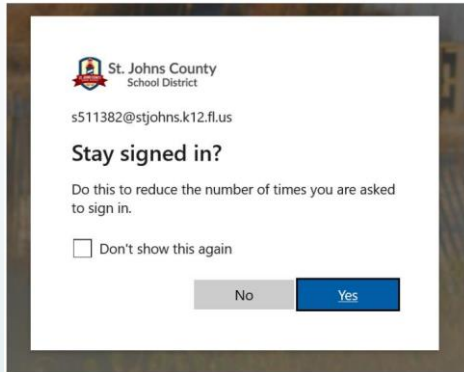 St. Johns County
School District
s511382@stjohns.k12.fl.us
Stay signed in?
Do this to reduce the number of times you are asked
to sign in.
Don't show this again
No
Yes